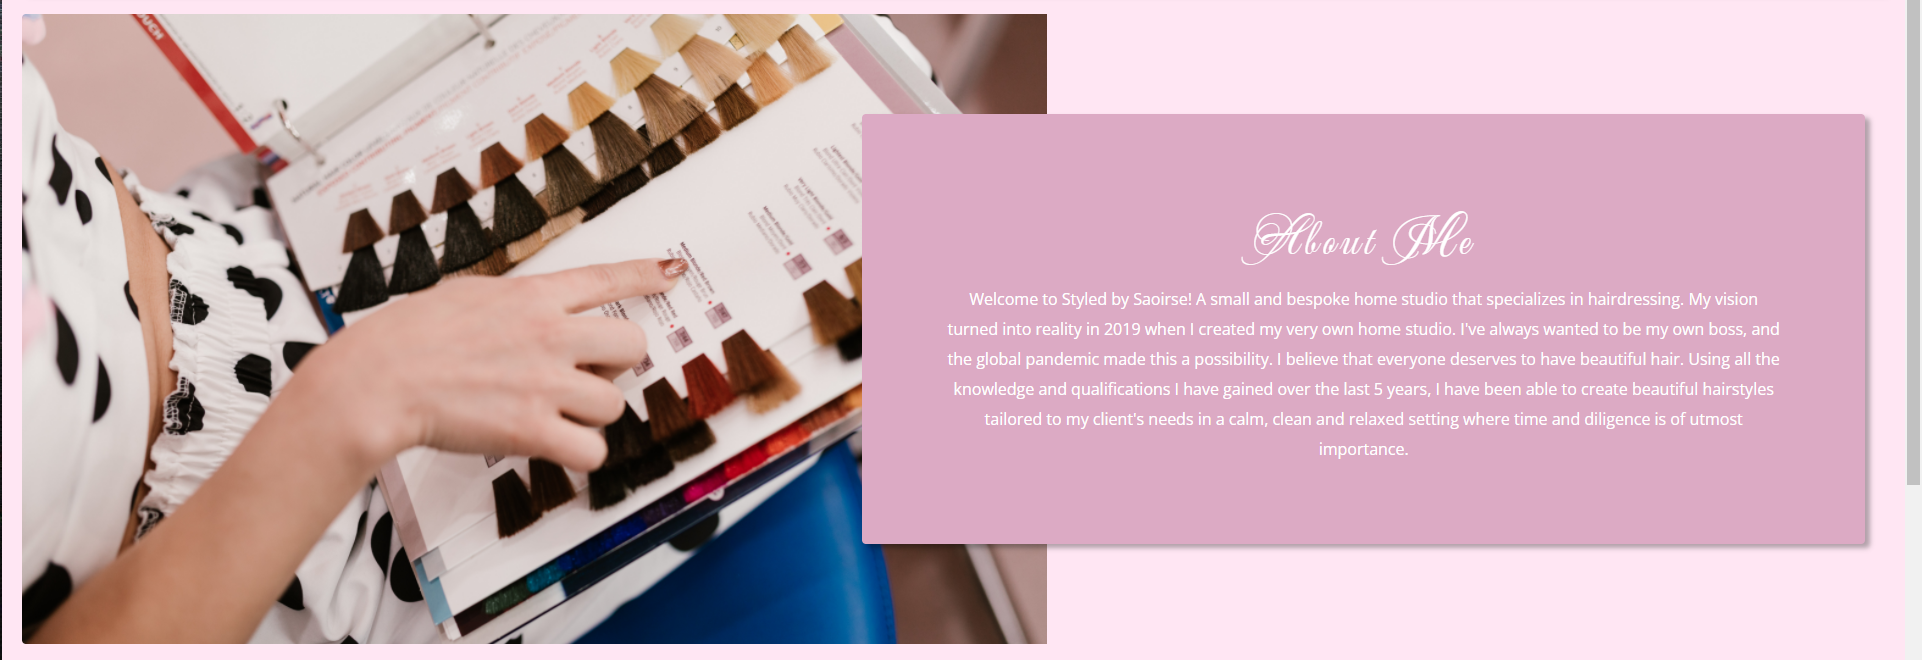 About Me
Welcome to Styled by Saoirse! A small and bespoke home studio that specializes in hairdressing. My vision
turned into reality in 2019 when I created my very own home studio. I've always wanted to be my own boss, and
the global pandemic made this a possibility. I believe that everyone deserves to have beautiful hair. Using all the
knowledge and qualifications I have gained over the last 5 years, I have been able to create beautiful hairstyles
tailored to my client's needs in a calm, clean and relaxed setting where time and diligence is of utmost
importance.